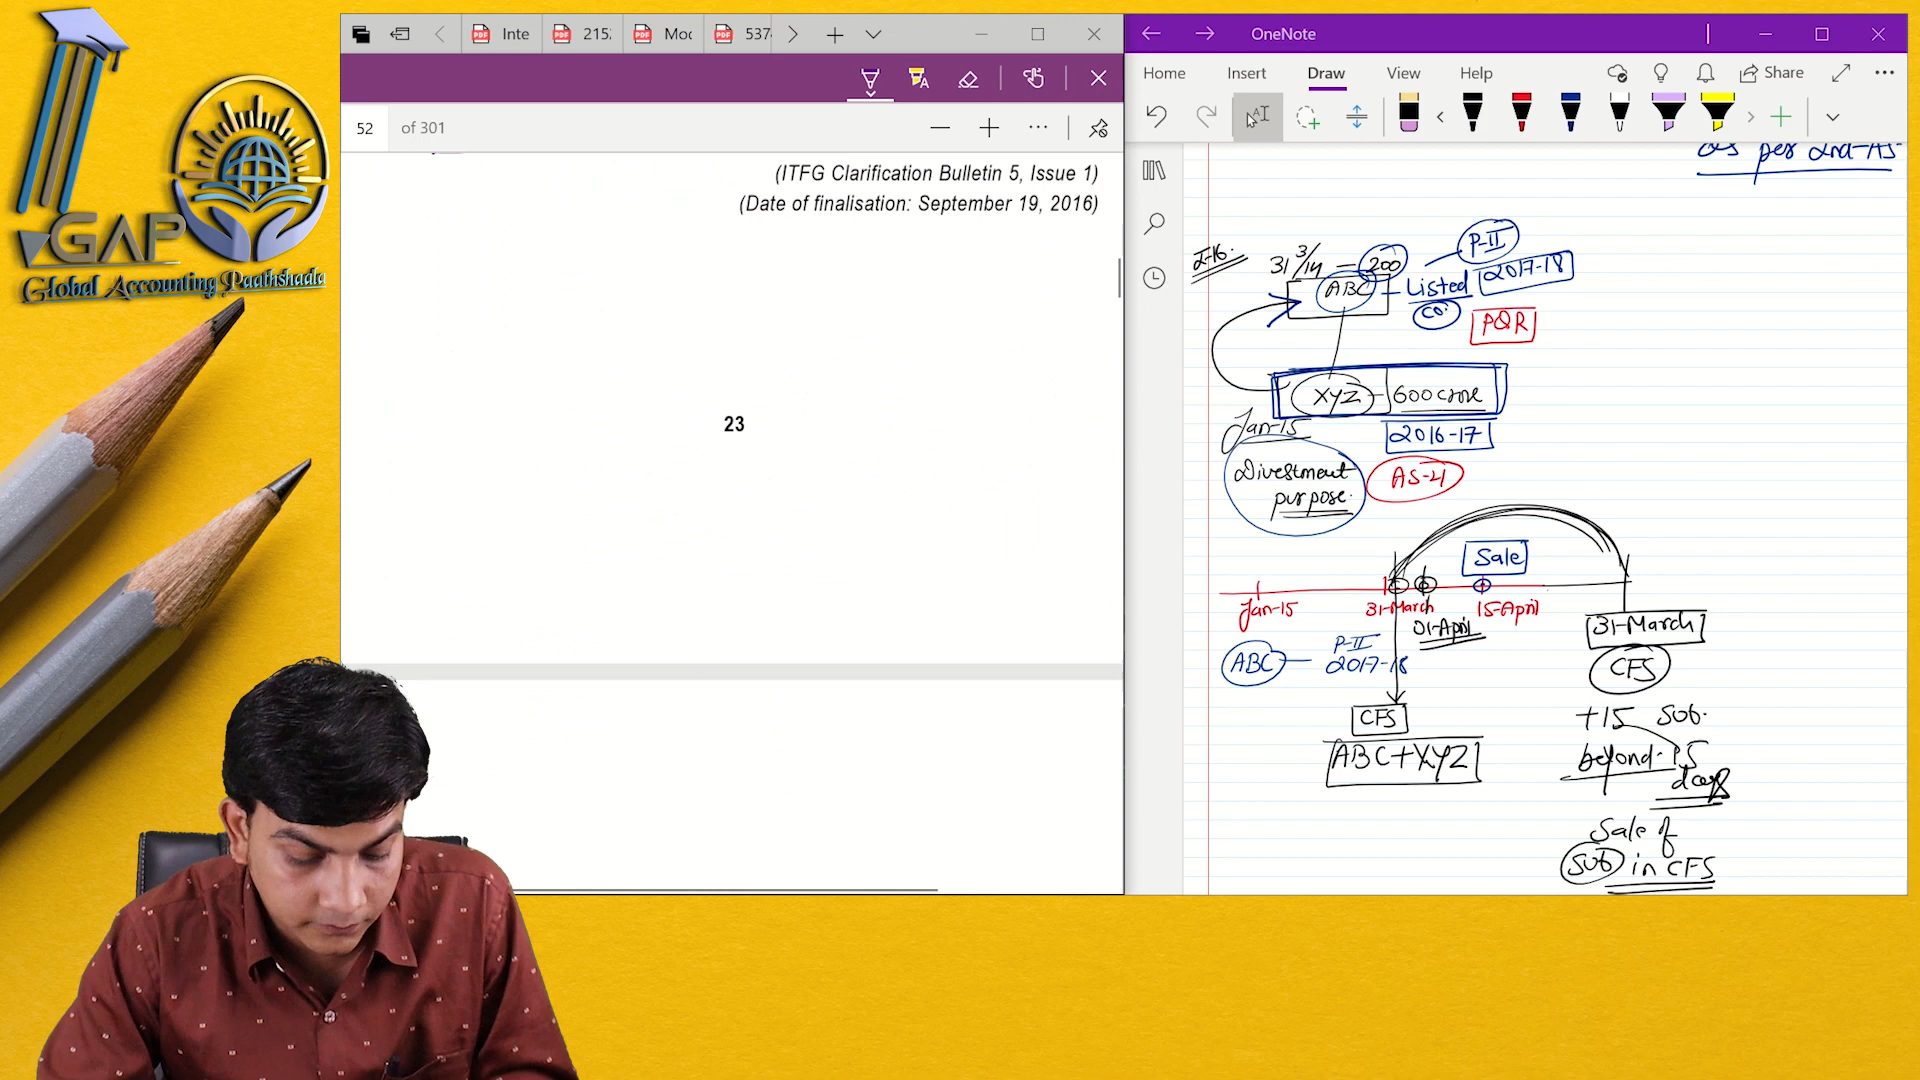 GAP
Global Accounting Paathshaala
Inte
215
Moc
537
52 of 301
(ITFG Clarification Bulletin 5, Issue 1)
(Date of finalisation: September 19, 2016)
23
OneNote
Home Insert Draw View Help Share
as per Ind-AS
I-16.
31 3/14 - 200
P-II
ABC - Listed
Co.
2017-18
PQR
XYZ - 600 crore
Jan-15
2016-17
Divestment
purpose.
AS-21
Sale
Jan-15
31-March
01-April
15-April
31-March
ABC - P-II
2017-18
CFS
CFS
ABC+XYZ
+15 Sub.
beyond-15
days
Sale of
Sub in CFS